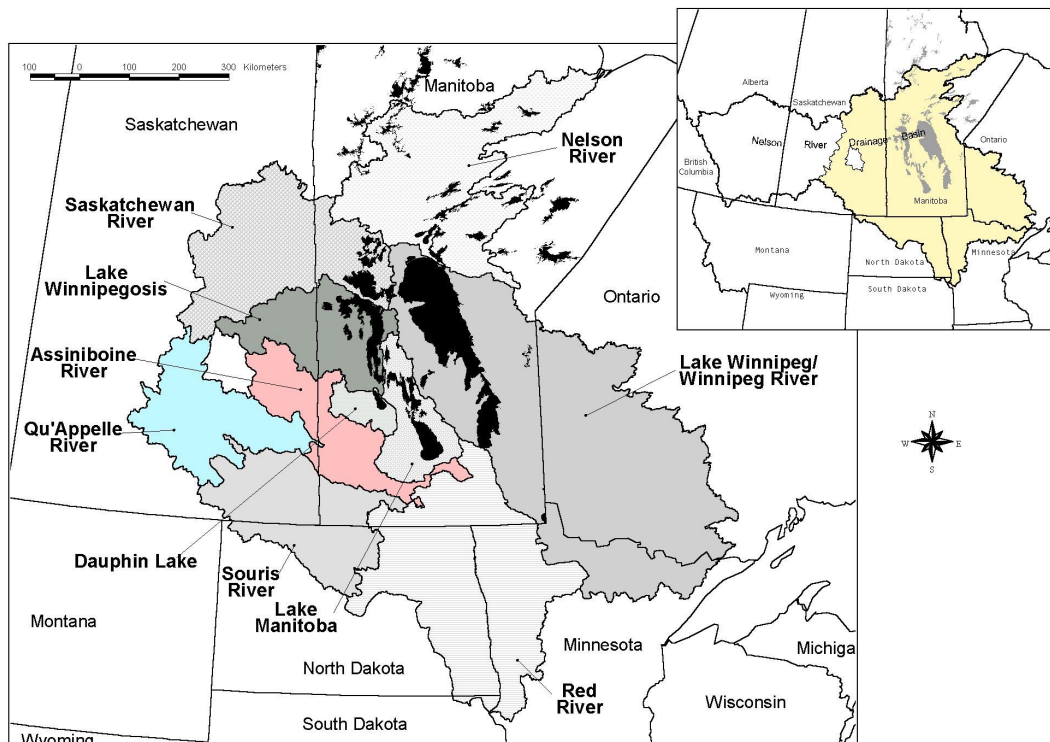 100 0 100 200 300 Kilometers
Manitoba
Saskatchewan
Nelson
River
Saskatchewan
River
Lake
Winnipegosis
Ontario
Assiniboine
River
Lake Winnipeg/
Winnipeg River
Qu'Appelle
River
Dauphin Lake
Souris
River
Lake
Manitoba
Montana
Minnesota
Michiga
North Dakota
Red
River
Wisconsin
South Dakota
Wyoming
Alberta
Saskatchewan
Drainage Basin
Nelson River
Ontario
British
Columbia
Manitoba
Montana
North Dakota
Minnesota
South Dakota
Wyoming
N
W E
S